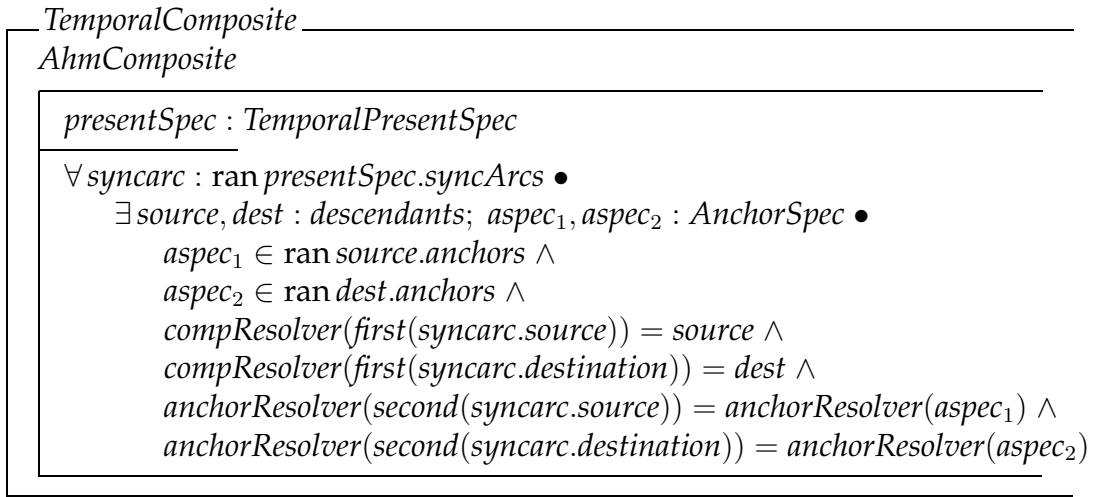 TemporalComposite
AhmComposite
presentSpec : TemporalPresentSpec
∀ syncarc : ran presentSpec.syncArcs •
∃ source, dest : descendants; aspec₁, aspec₂ : AnchorSpec •
aspec₁ ∈ ran source.anchors ∧
aspec₂ ∈ ran dest.anchors ∧
compResolver(first(syncarc.source)) = source ∧
compResolver(first(syncarc.destination)) = dest ∧
anchorResolver(second(syncarc.source)) = anchorResolver(aspec₁) ∧
anchorResolver(second(syncarc.destination)) = anchorResolver(aspec₂)